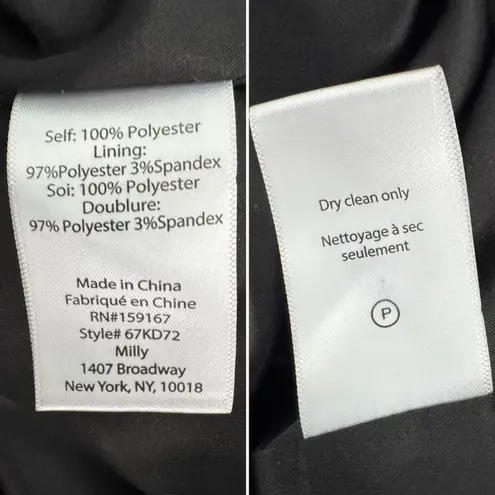 Self: 100% Polyester
Lining:
97%Polyester 3%Spandex
Soi: 100% Polyester
Doublure:
97% Polyester 3%Spandex
Made in China
Fabriqué en Chine
RN#159167
Style# 67KD72
Milly
1407 Broadway
New York, NY, 10018
Dry clean only
Nettoyage à sec
seulement
P